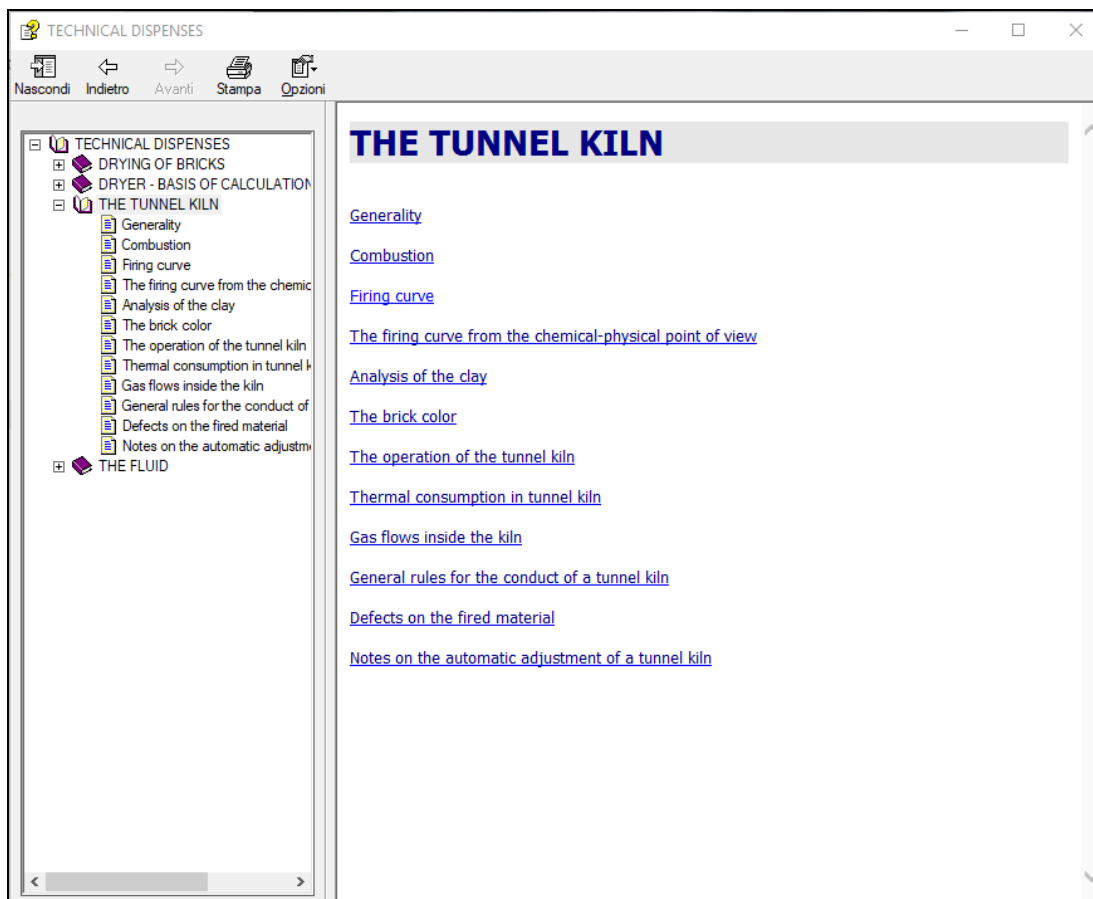 TECHNICAL DISPENSES
Nascondi Indietro Avanti Stampa Opzioni
TECHNICAL DISPENSES
DRYING OF BRICKS
DRYER - BASIS OF CALCULATION
THE TUNNEL KILN
Generality
Combustion
Firing curve
The firing curve from the chemic
Analysis of the clay
The brick color
The operation of the tunnel kiln
Thermal consumption in tunnel k
Gas flows inside the kiln
General rules for the conduct of
Defects on the fired material
Notes on the automatic adjustme
THE FLUID
THE TUNNEL KILN
Generality
Combustion
Firing curve
The firing curve from the chemical-physical point of view
Analysis of the clay
The brick color
The operation of the tunnel kiln
Thermal consumption in tunnel kiln
Gas flows inside the kiln
General rules for the conduct of a tunnel kiln
Defects on the fired material
Notes on the automatic adjustment of a tunnel kiln